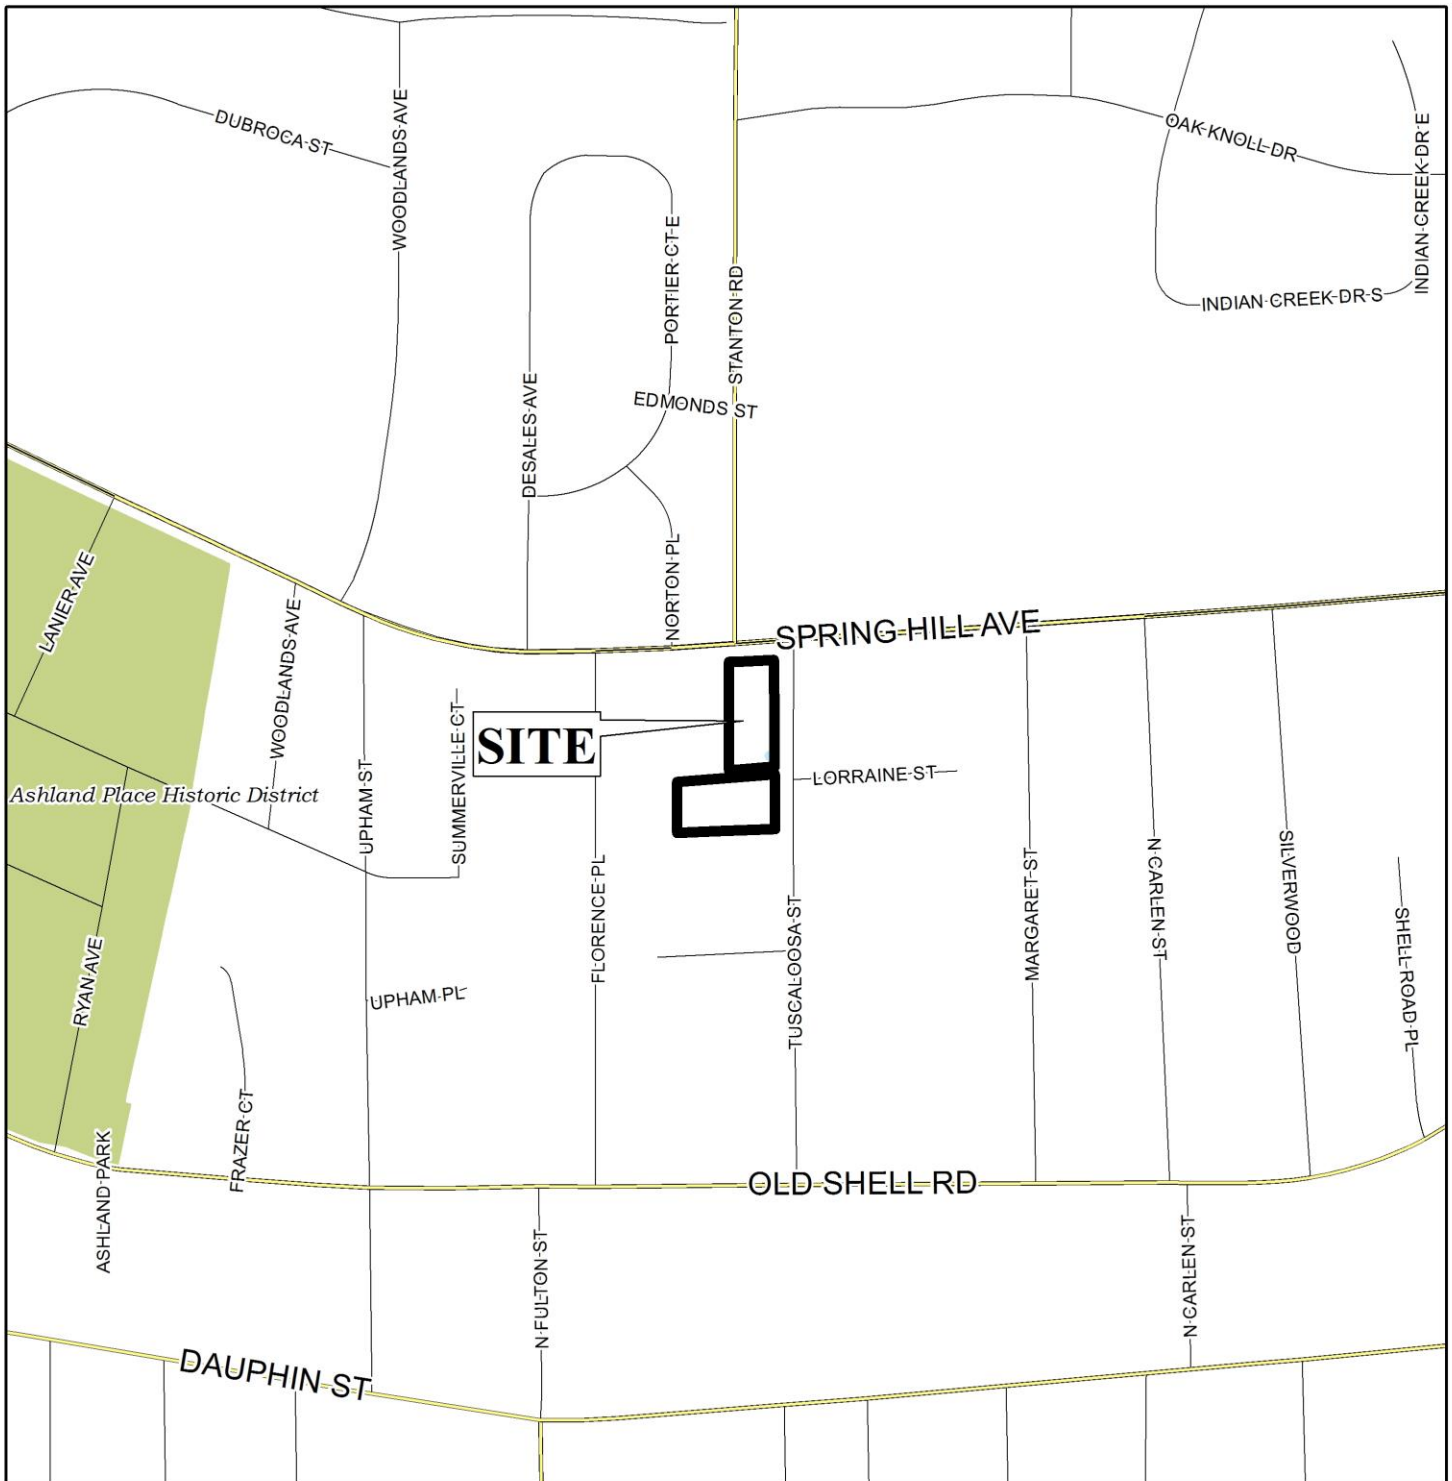 DUBROCA ST
WOODLANDS AVE
OAK KNOLL DR
INDIAN CREEK DR E
PORTIER CT E
STANTON RD
INDIAN CREEK DR S
DESALES AVE
EDMONDS ST
NORTON PL
LANIER AVE
WOODLANDS AVE
SPRING HILL AVE
SUMMERVILLE CT
SITE
LORRAINE ST
Ashland Place Historic District
UPHAM ST
FLORENCE PL
MARGARET ST
N CARLEN ST
SILVERWOOD
TUSCALOOSA ST
SHELL ROAD PL
RYAN AVE
UPHAM PL
FRAZER CT
ASHLAND PARK
OLD SHELL RD
N FULTON ST
N CARLEN ST
DAUPHIN ST